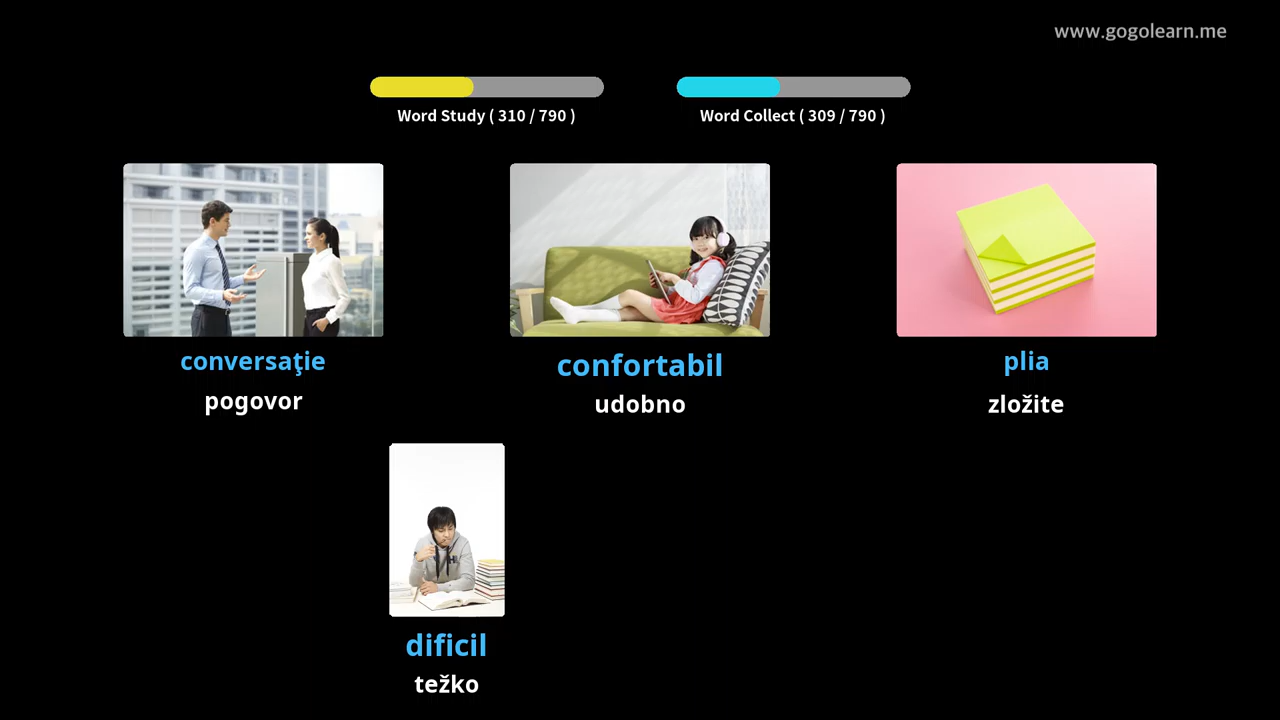 www.gogolearn.me
Word Study ( 310 / 790 )
Word Collect ( 309 / 790 )
conversaţie
pogovor
confortabil
udobno
plia
zložite
dificil
težko